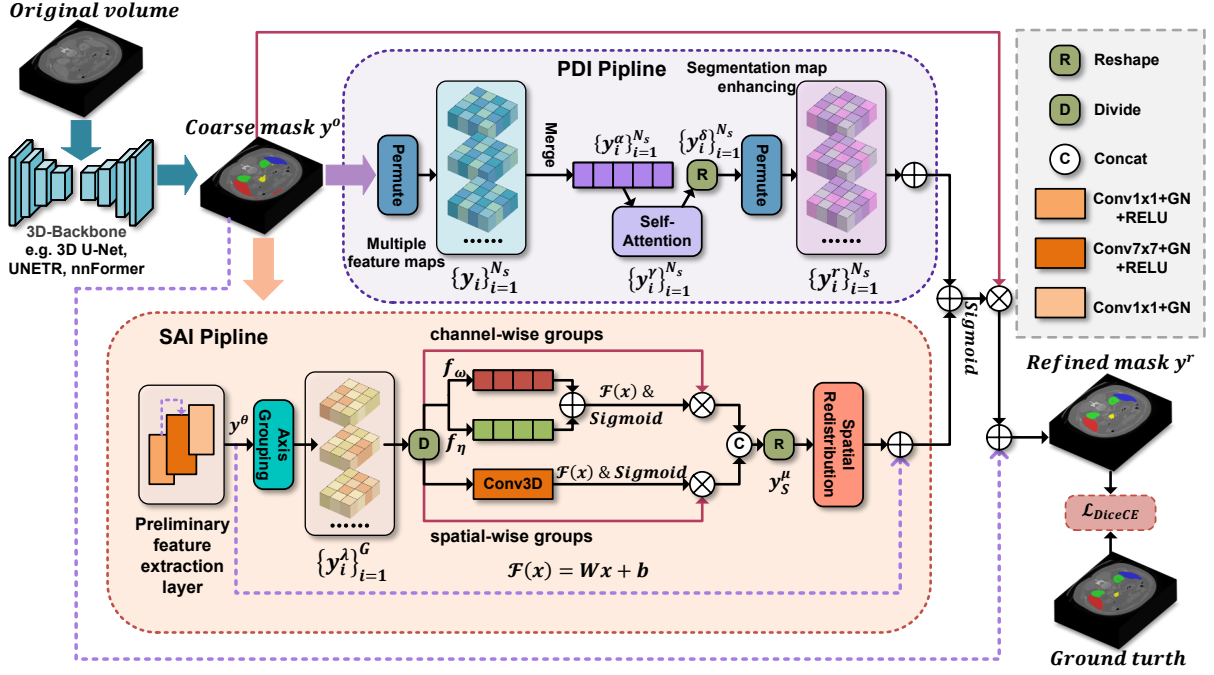 Original volume
3D-Backbone
e.g. 3D U-Net,
UNETR, nnFormer
Coarse mask y^o
PDI Pipline
Permute
Multiple
feature maps
{y_i}_{i=1}^{N_s}
Merge
{y_i^α}_{i=1}^{N_s}
Self-
Attention
{y_i^γ}_{i=1}^{N_s}
{y_i^δ}_{i=1}^{N_s}
R
Permute
Segmentation map
enhancing
......
......
{y_i^r}_{i=1}^{N_s}
Sigmoid
R
Reshape
D
Divide
C
Concat
Conv1x1+GN
+RELU
Conv7x7+GN
+RELU
Conv1x1+GN
SAI Pipline
y^θ
Preliminary
feature
extraction
layer
Axis
Grouping
......
{y_i^λ}_{i=1}^{G}
D
channel-wise groups
f_ω
f_η
ℱ(x) &
Sigmoid
Conv3D
ℱ(x) & Sigmoid
spatial-wise groups
ℱ(x) = Wx + b
C
R
y_S^μ
Spatial
Redistribution
Refined mask y^r
ℒ_{DiceCE}
Ground turth